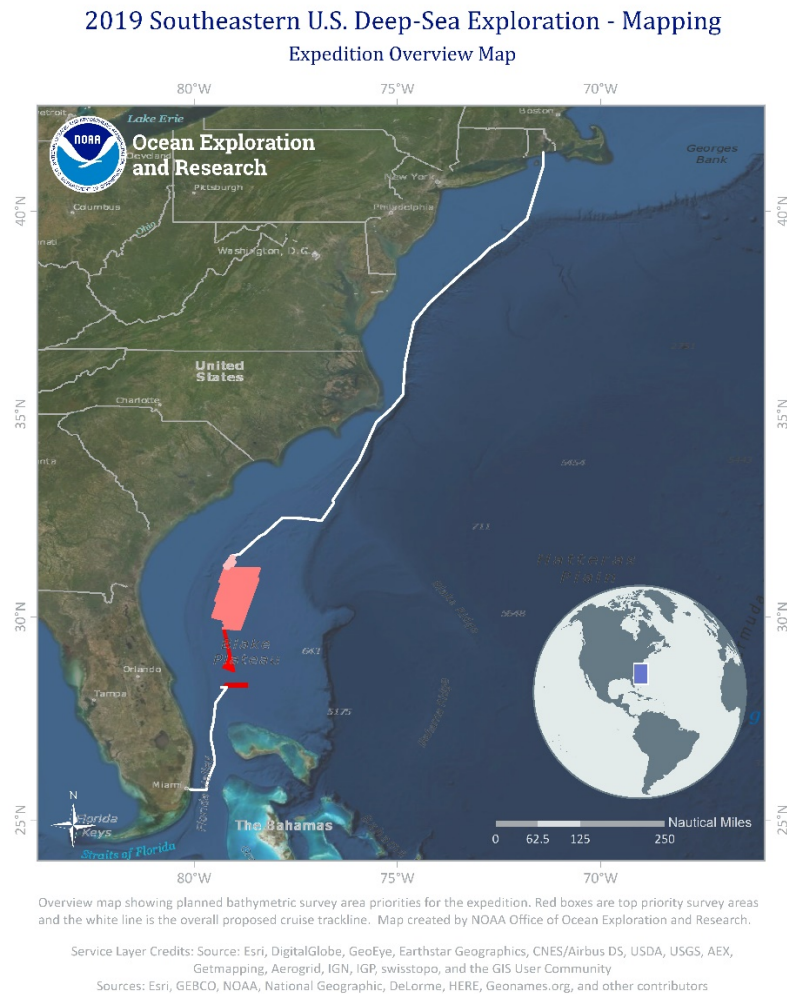 2019 Southeastern U.S. Deep-Sea Exploration - Mapping
Expedition Overview Map
80°W 75°W 70°W
Lake Erie
Boston
NOAA
Ocean Exploration
and Research
Cleveland
Georges
Bank
New York
Pittsburgh
Columbus
Philadelphia
40°N 40°N
Ohio
Washington, D.C.
United
States
Charlotte
35°N 35°N
5454
711
30°N 30°N
Blake Ridge
5548
Blake
Plateau
641
Orlando
Tampa
5175
Miami
N
Florida
Keys
25°N 25°N
The Bahamas
Straits of Florida
Nautical Miles
0 62.5 125 250
80°W 75°W 70°W
Overview map showing planned bathymetric survey area priorities for the expedition. Red boxes are top priority survey areas
and the white line is the overall proposed cruise trackline. Map created by NOAA Office of Ocean Exploration and Research.
Service Layer Credits: Source: Esri, DigitalGlobe, GeoEye, Earthstar Geographics, CNES/Airbus DS, USDA, USGS, AEX,
Getmapping, Aerogrid, IGN, IGP, swisstopo, and the GIS User Community
Sources: Esri, GEBCO, NOAA, National Geographic, DeLorme, HERE, Geonames.org, and other contributors